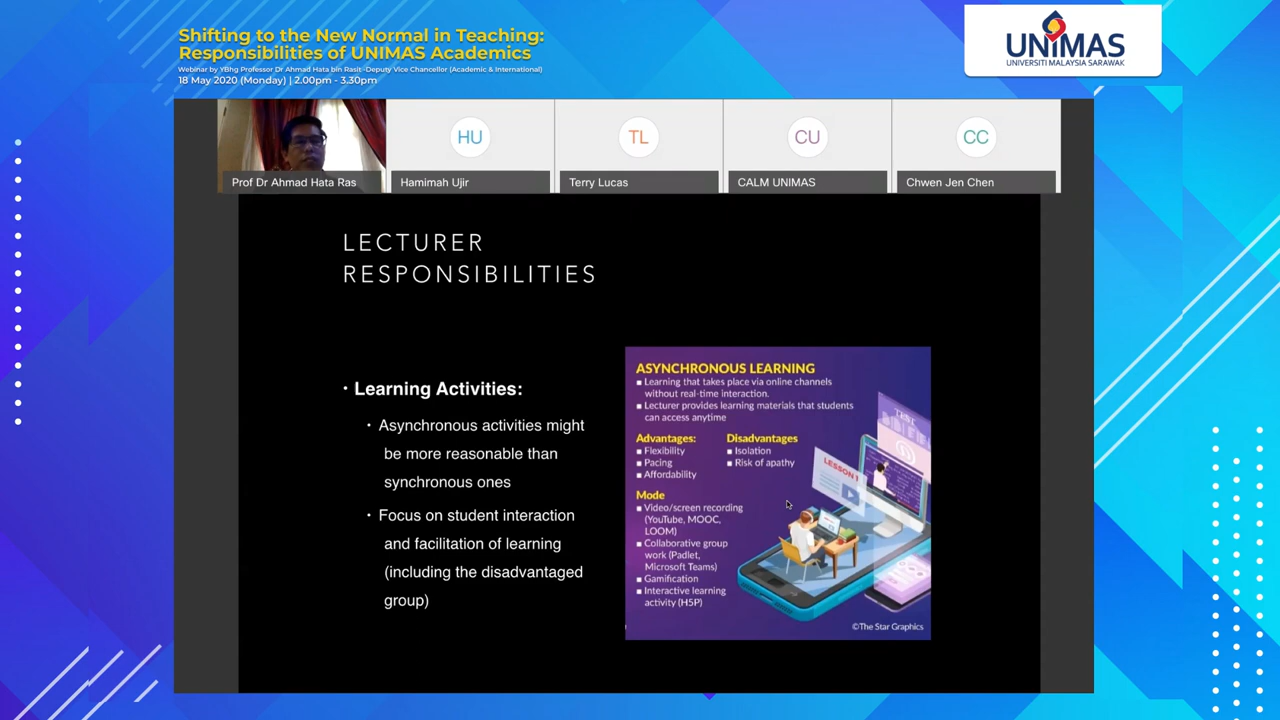 Shifting to the New Normal in Teaching:
Responsibilities of UNIMAS Academics
Webinar by YBhg Professor Dr Ahmad Hata bin Rasit-Deputy Vice Chancellor (Academic & International)
18 May 2020 (Monday) | 2.00pm - 3.30pm
UNIMAS
UNIVERSITI MALAYSIA SARAWAK
HU
TL
CU
CC
Prof Dr Ahmad Hata Ras
Hamimah Ujir
Terry Lucas
CALM UNIMAS
Chwen Jen Chen
LECTURER
RESPONSIBILITIES
• Learning Activities:
• Asynchronous activities might
be more reasonable than
synchronous ones
• Focus on student interaction
and facilitation of learning
(including the disadvantaged
group)
ASYNCHRONOUS LEARNING
■ Learning that takes place via online channels
without real-time interaction.
■ Lecturer provides learning materials that students
can access anytime
Advantages:
■ Flexibility
■ Pacing
■ Affordability
Disadvantages
■ Isolation
■ Risk of apathy
Mode
■ Video/screen recording
(YouTube, MOOC,
LOOM)
■ Collaborative group
work (Padlet,
Microsoft Teams)
■ Gamification
■ Interactive learning
activity (H5P)
TEST
LESSON 1
©The Star Graphics